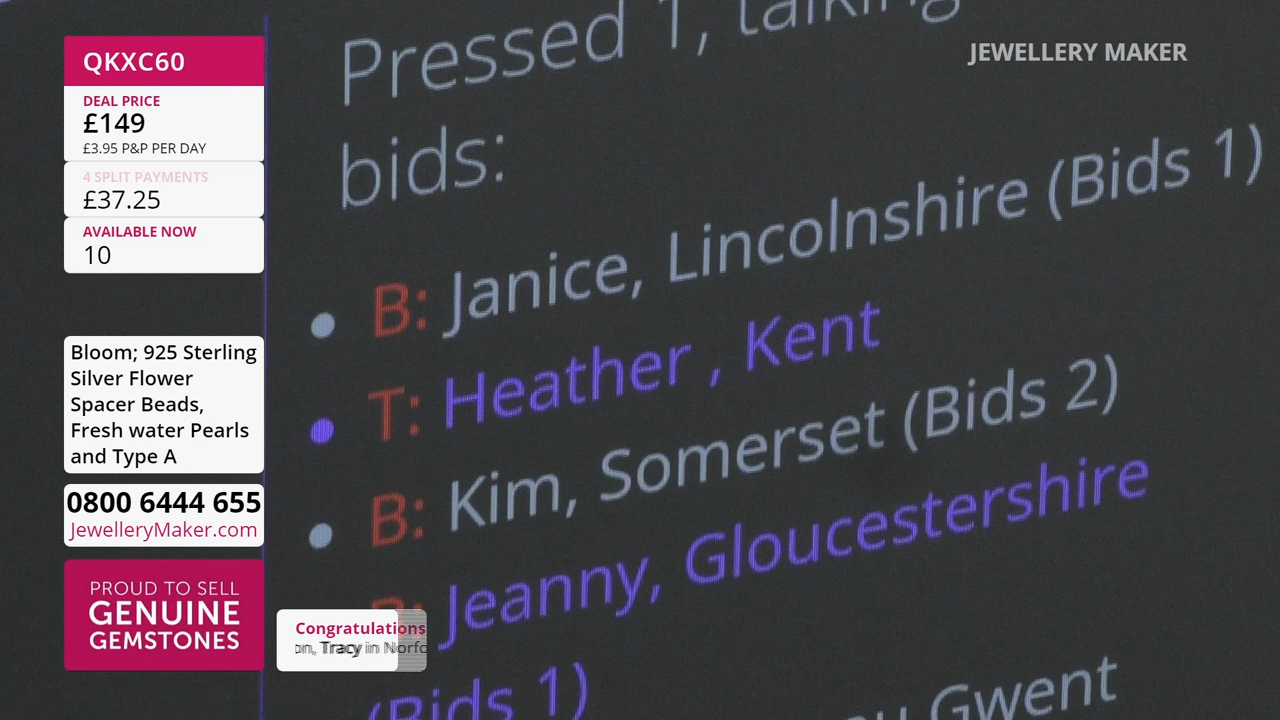 QKXC60
DEAL PRICE
£149
£3.95 P&P PER DAY
4 SPLIT PAYMENTS
£37.25
AVAILABLE NOW
10
Bloom; 925 Sterling
Silver Flower
Spacer Beads,
Fresh water Pearls
and Type A
0800 6444 655
JewelleryMaker.com
PROUD TO SELL
GENUINE
GEMSTONES
Congratulations
Tracy in
JEWELLERY MAKER
Pressed 1, talking
bids:
• B: Janice, Lincolnshire (Bids 1)
• T: Heather , Kent
• B: Kim, Somerset (Bids 2)
Jeanny, Gloucestershire
(Bids 1)
Gwent